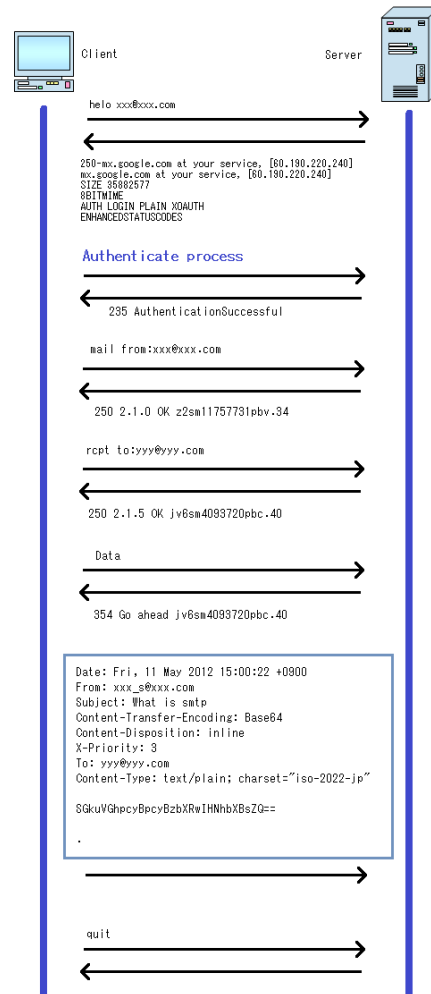 Client
Server
helo xxx@xxx.com
250-mx.google.com at your service, [60.190.220.240]
mx.google.com at your service, [60.190.220.240]
SIZE 35882577
8BITMIME
AUTH LOGIN PLAIN XOAUTH
ENHANCEDSTATUSCODES
Authenticate process
235 AuthenticationSuccessful
mail from:xxx@xxx.com
250 2.1.0 OK z2sm11757731pbv.34
rcpt to:yyy@yyy.com
250 2.1.5 OK jv6sm4093720pbc.40
Data
354 Go ahead jv6sm4093720pbc.40
Date: Fri, 11 May 2012 15:00:22 +0900
From: xxx_s@xxx.com
Subject: What is smtp
Content-Transfer-Encoding: Base64
Content-Disposition: inline
X-Priority: 3
To: yyy@yyy.com
Content-Type: text/plain; charset="iso-2022-jp"
SGkuVGhpcyBpcyBzbXRwIHNhbXBsZQ==
.
quit